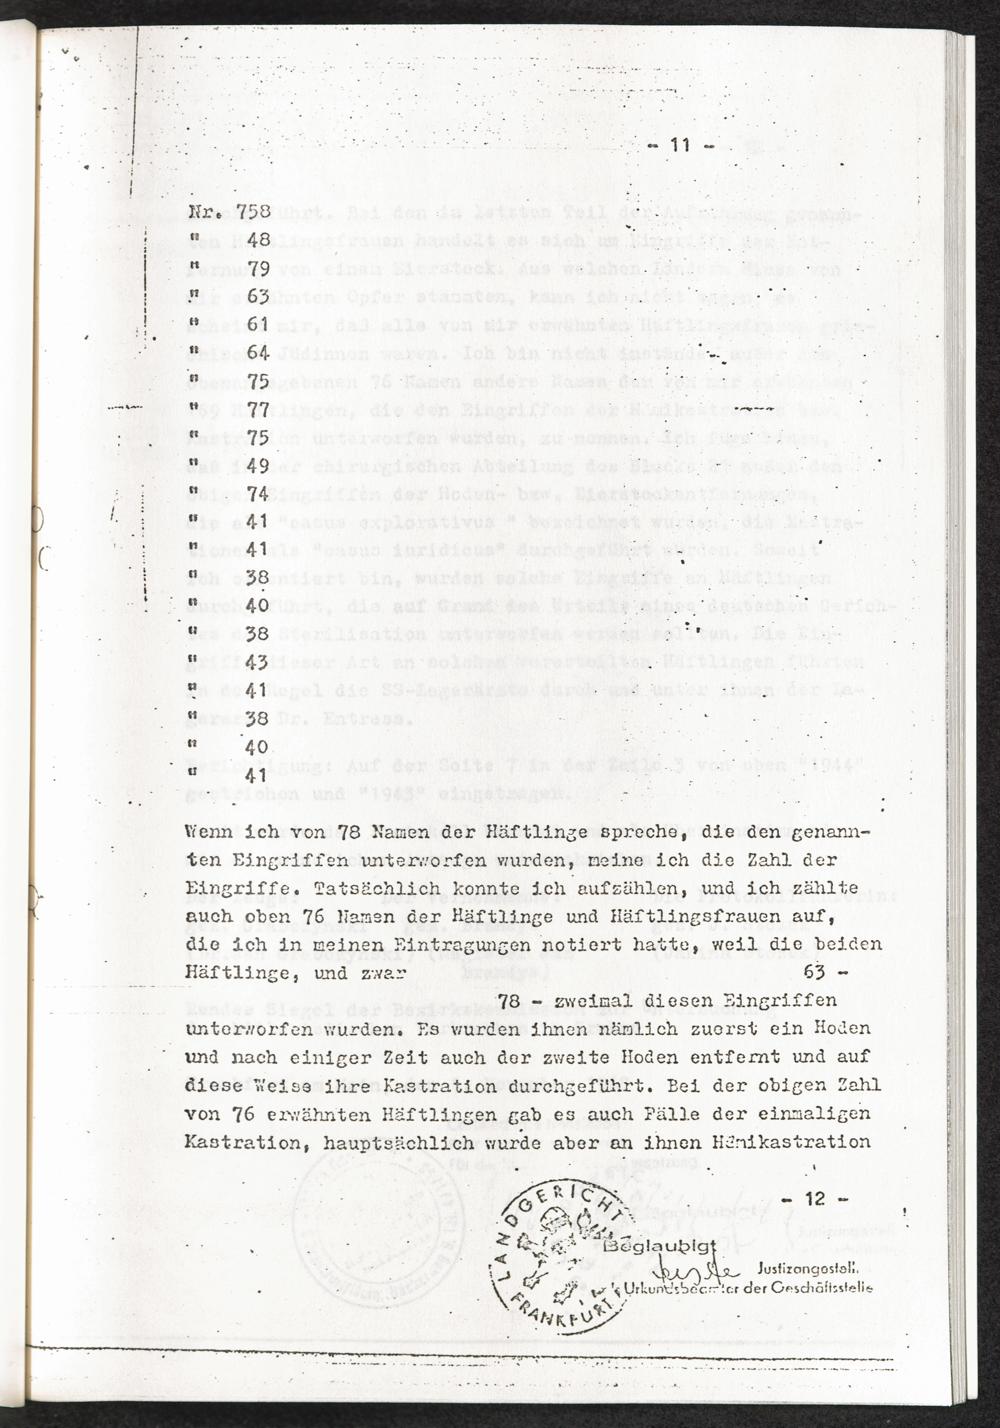 - 11 -
Nr. 758
" 48
" 79
" 63
" 61
" 64
" 75
" 77
" 75
" 49
" 74
" 41
" 41
" 38
" 40
" 38
" 43
" 41
" 38
" 40
" 41
Wenn ich von 78 Namen der Häftlinge spreche, die den genann-
ten Eingriffen unterworfen wurden, meine ich die Zahl der
Eingriffe. Tatsächlich konnte ich aufzählen, und ich zählte
auch oben 76 Namen der Häftlinge und Häftlingsfrauen auf,
die ich in meinen Eintragungen notiert hatte, weil die beiden
Häftlinge, und zwar 63 -
78 - zweimal diesen Eingriffen
unterworfen wurden. Es wurden ihnen nämlich zuerst ein Hoden
und nach einiger Zeit auch der zweite Hoden entfernt und auf
diese Weise ihre Kastration durchgeführt. Bei der obigen Zahl
von 76 erwähnten Häftlingen gab es auch Fälle der einmaligen
Kastration, hauptsächlich wurde aber an ihnen Hämikastration
- 12 -
LANDGERICHT
FRANKFURT
Beglaubigt
Justizangestell.
Urkundsbeamter der Geschäftsstelle